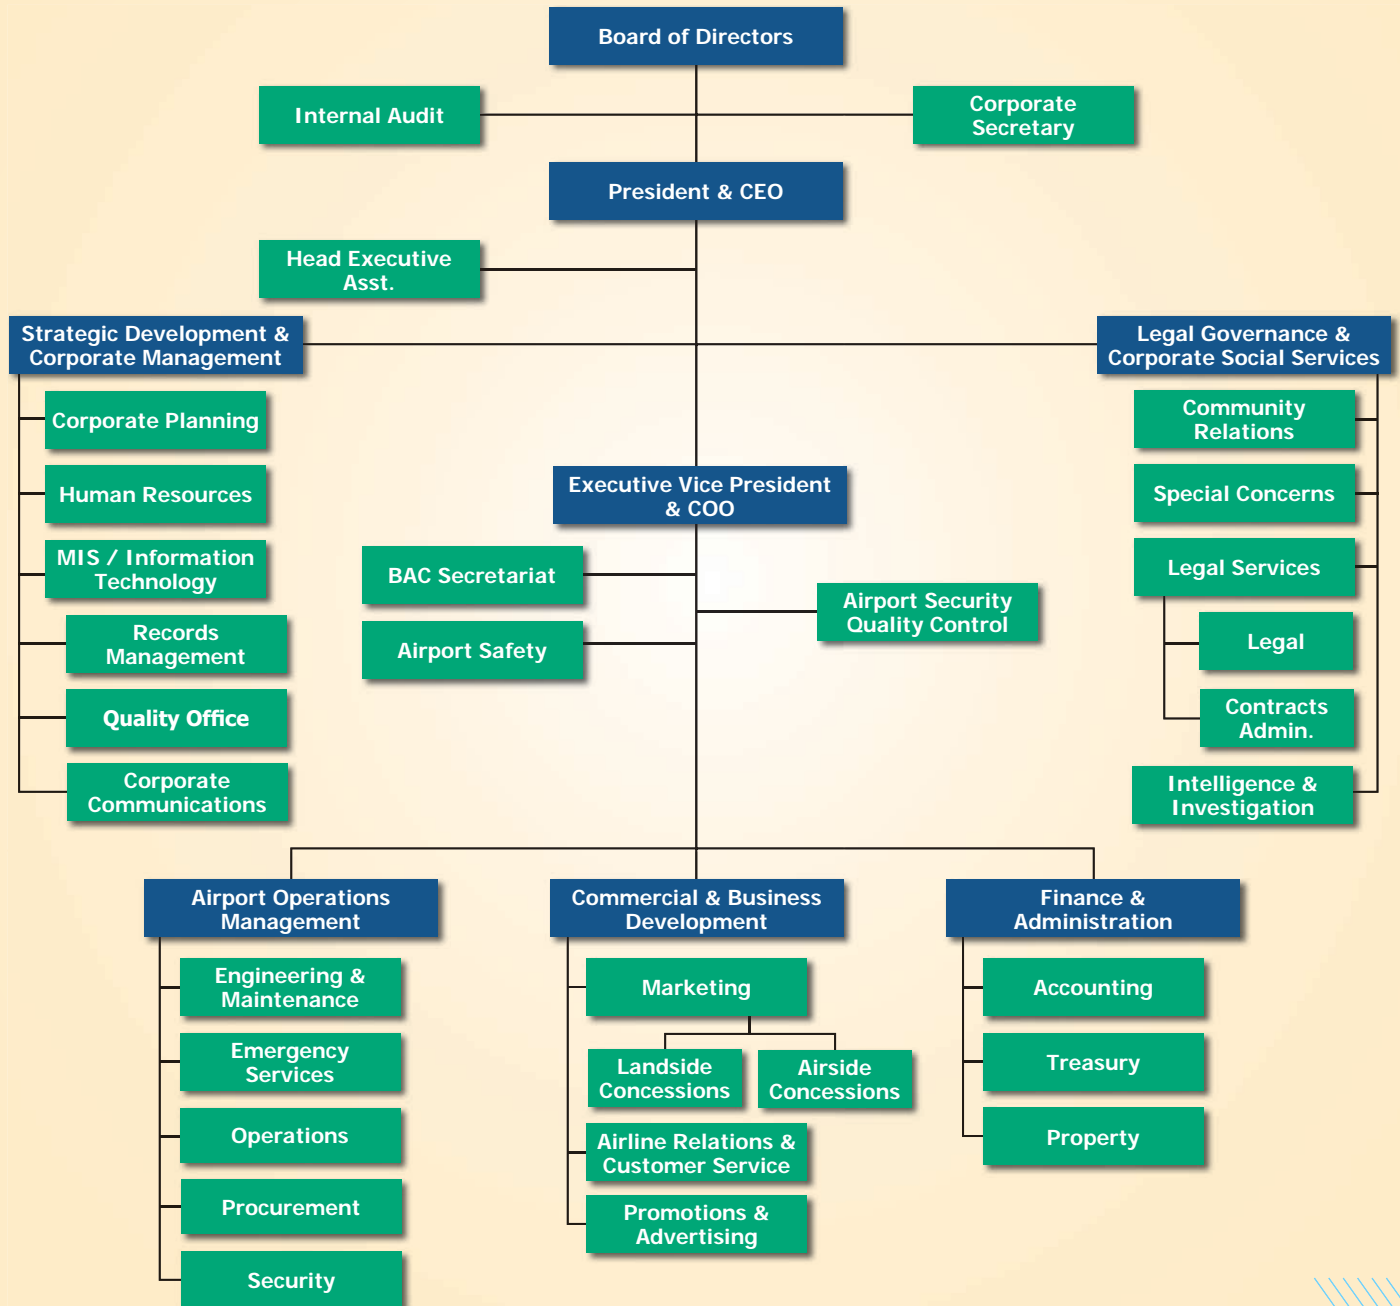 Board of Directors
Internal Audit
Corporate
Secretary
President & CEO
Head Executive
Asst.
Strategic Development &
Corporate Management
Legal Governance &
Corporate Social Services
Corporate Planning
Human Resources
MIS / Information
Technology
Records
Management
Quality Office
Corporate
Communications
Community
Relations
Special Concerns
Legal Services
Legal
Contracts
Admin.
Intelligence &
Investigation
Executive Vice President
& COO
BAC Secretariat
Airport Safety
Airport Security
Quality Control
Airport Operations
Management
Engineering &
Maintenance
Emergency
Services
Operations
Procurement
Security
Commercial & Business
Development
Marketing
Landside
Concessions
Airside
Concessions
Airline Relations &
Customer Service
Promotions &
Advertising
Finance &
Administration
Accounting
Treasury
Property